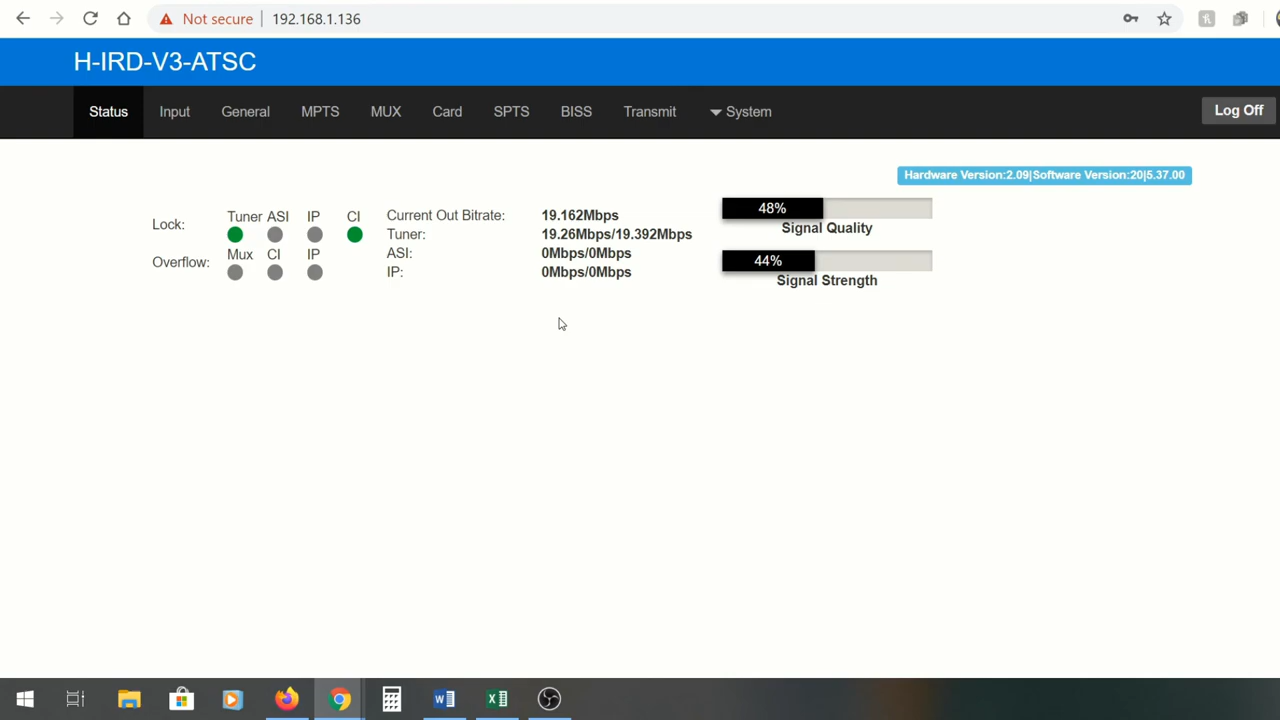 Not secure | 192.168.1.136
H-IRD-V3-ATSC
Status Input General MPTS MUX Card SPTS BISS Transmit System Log Off
Hardware Version:2.09|Software Version:20|5.37.00
Lock: Tuner ASI IP CI
Overflow: Mux CI IP
Current Out Bitrate: 19.162Mbps
Tuner: 19.26Mbps/19.392Mbps
ASI: 0Mbps/0Mbps
IP: 0Mbps/0Mbps
48%
Signal Quality
44%
Signal Strength